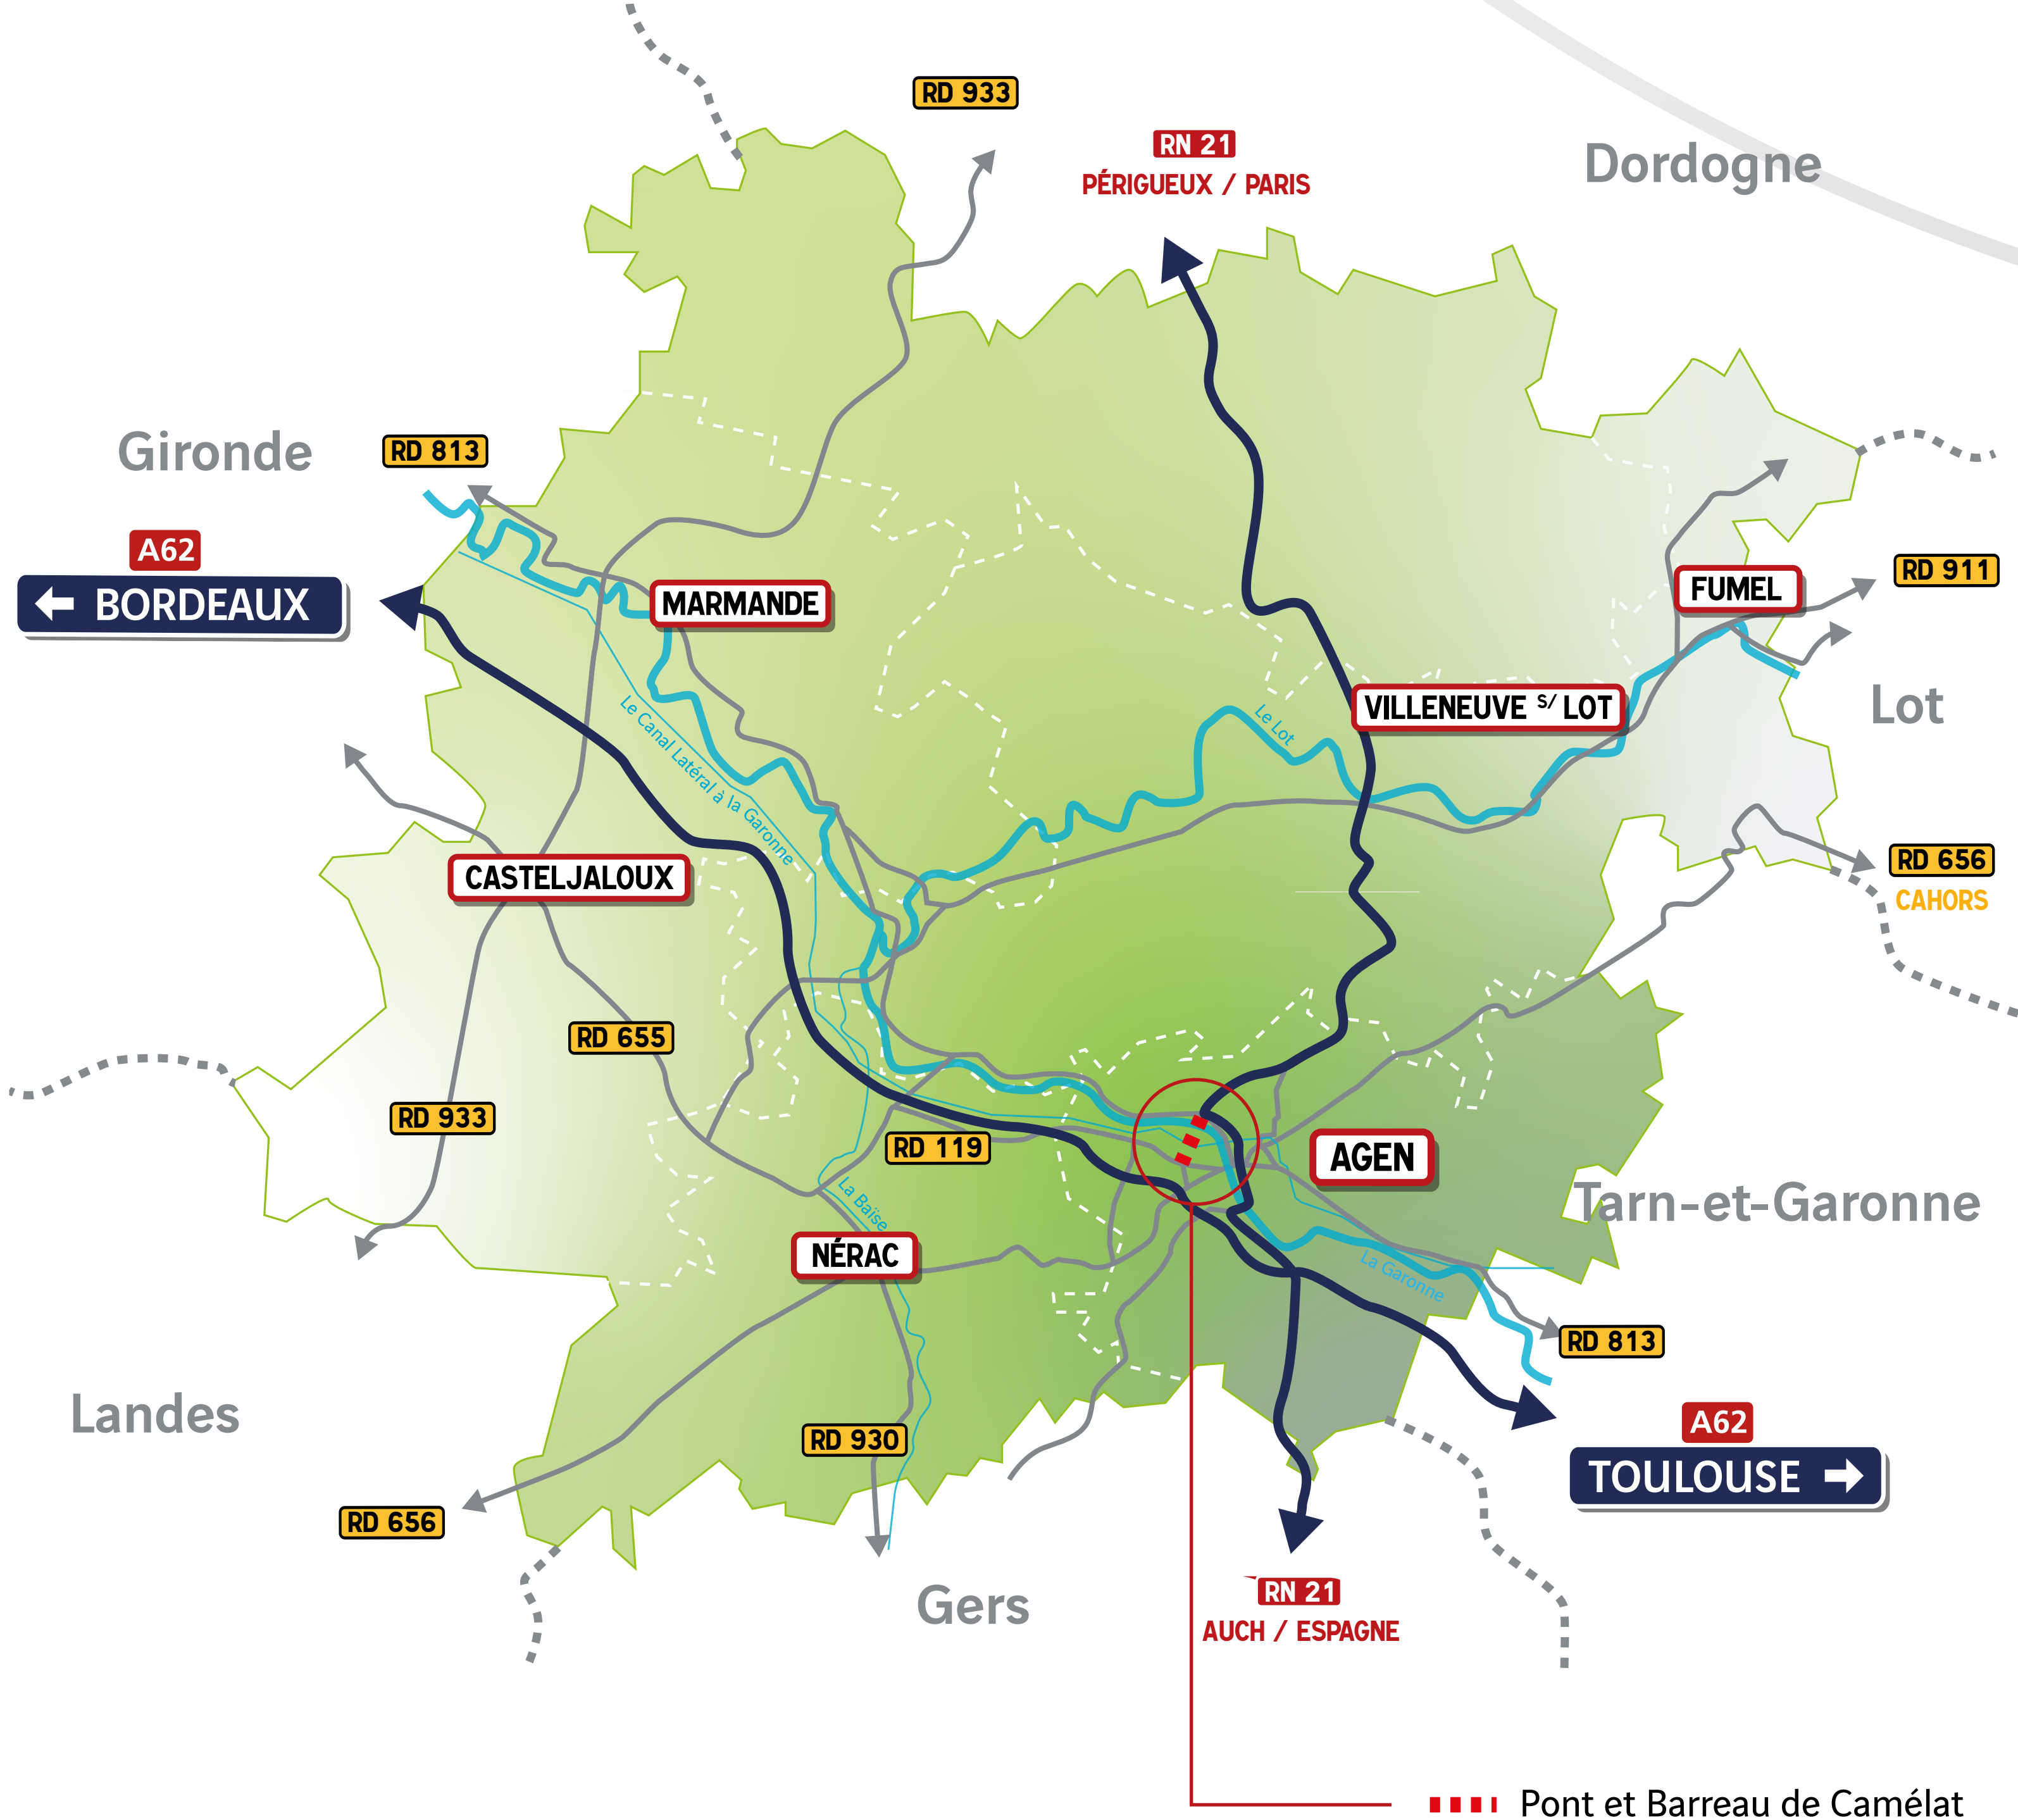 RD 933
RN 21
PÉRIGUEUX / PARIS
Dordogne
Gironde
RD 813
A62
BORDEAUX
MARMANDE
FUMEL
RD 911
VILLENEUVE S/ LOT
Lot
Le Lot
Le Canal Latéral à la Garonne
CASTELJALOUX
RD 656
CAHORS
RD 655
RD 933
RD 119
AGEN
La Baïse
Tarn-et-Garonne
NÉRAC
La Garonne
RD 813
Landes
RD 930
A62
TOULOUSE
RD 656
Gers
RN 21
AUCH / ESPAGNE
Pont et Barreau de Camélat